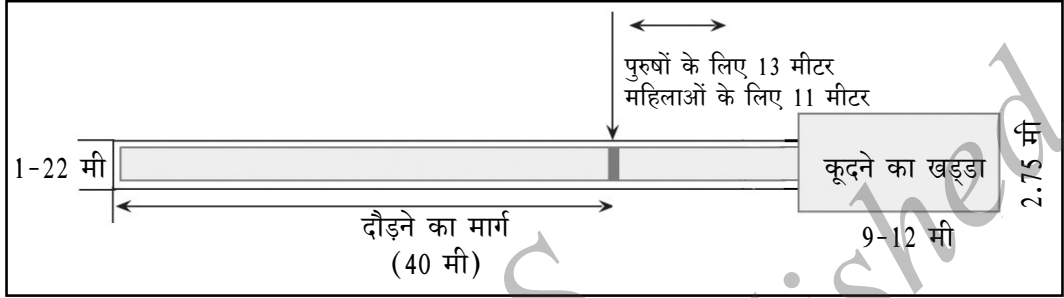 पुरुषों के लिए 13 मीटर
महिलाओं के लिए 11 मीटर
1-22 मी
कूदने का खड्डा
2.75 मी
दौड़ने का मार्ग
(40 मी)
9-12 मी